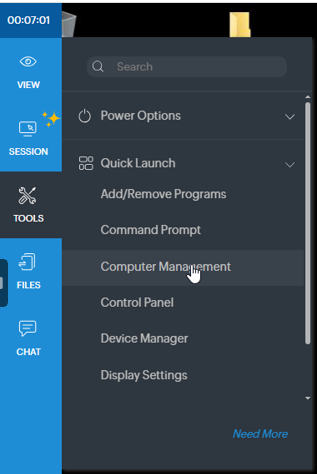 00:07:01
VIEW
SESSION
TOOLS
FILES
CHAT
Search
Power Options
Quick Launch
Add/Remove Programs
Command Prompt
Computer Management
Control Panel
Device Manager
Display Settings
Need More